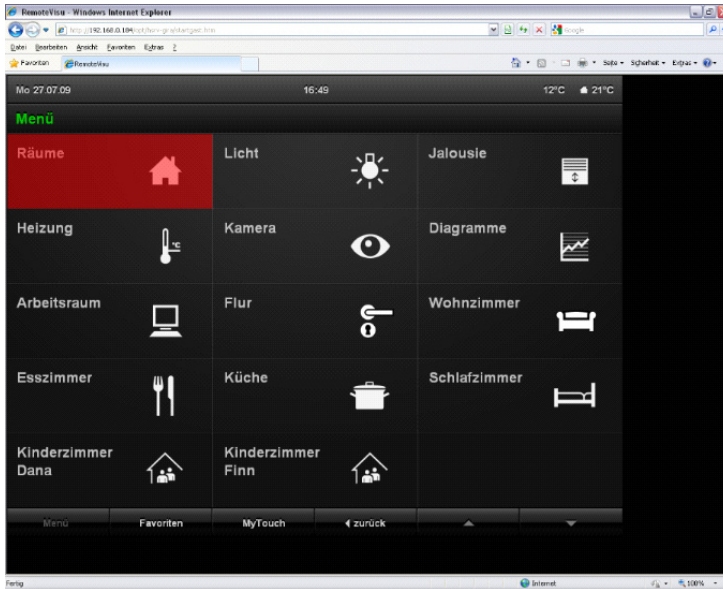 RemoteVisu - Windows Internet Explorer
Google
Datei Bearbeiten Ansicht Favoriten Extras ?
Favoriten RemoteVisu
Seite Sicherheit Extras
Mo 27.07.09 16:49 12°C 21°C
Menü
Räume Licht Jalousie
°C
Heizung Kamera Diagramme
Arbeitsraum Flur Wohnzimmer
Esszimmer Küche Schlafzimmer
Kinderzimmer Kinderzimmer
Dana Finn
Menü Favoriten MyTouch zurück
Fertig Internet 100%